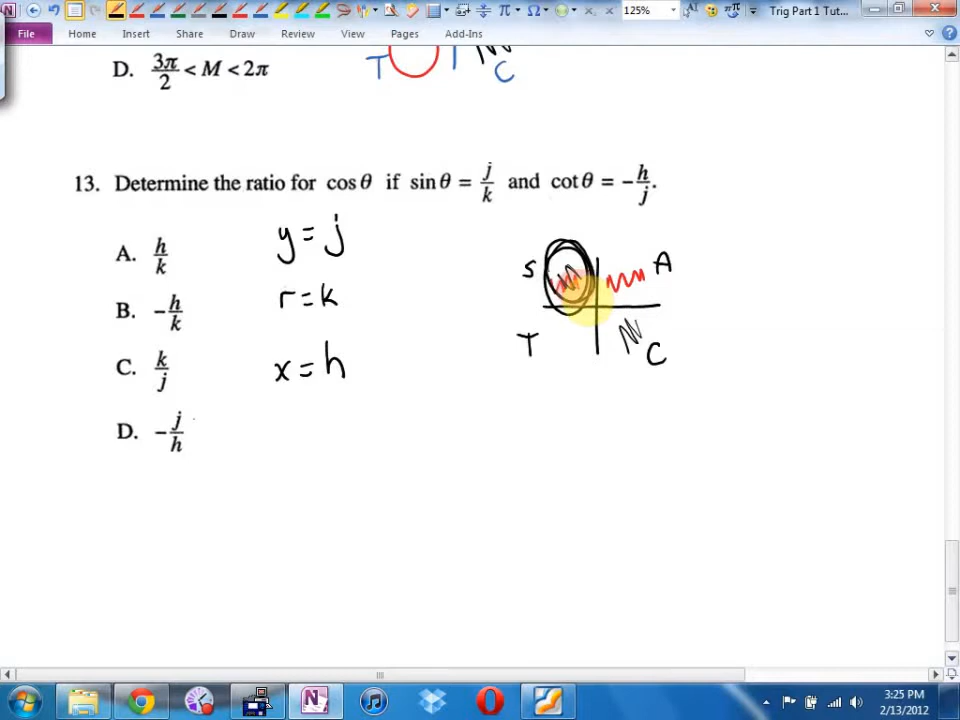 125%
Trig Part 1 Tut...
File Home Insert Share Draw Review View Pages Add-Ins
D. 3π/2 < M < 2π
T C
13. Determine the ratio for cos θ if sin θ = j/k and cot θ = -h/j.
A. h/k
B. -h/k
C. k/j
D. -j/h
y = j
r = k
x = h
S A
T C
3:25 PM
2/13/2012